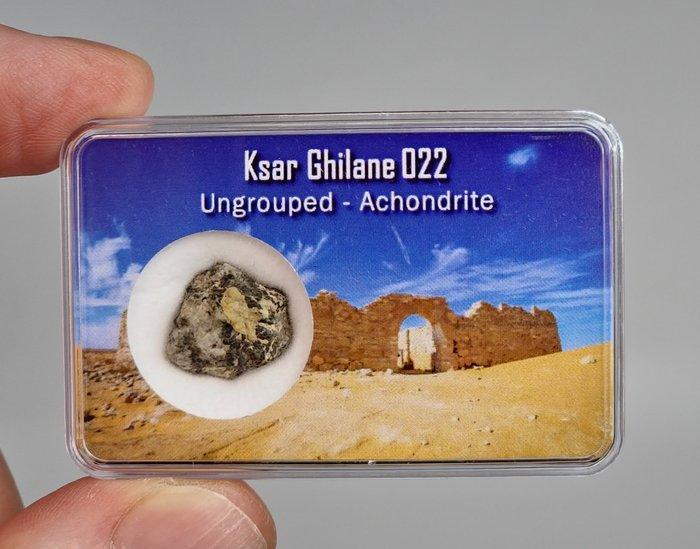 Ksar Ghilane 022
Ungrouped - Achondrite